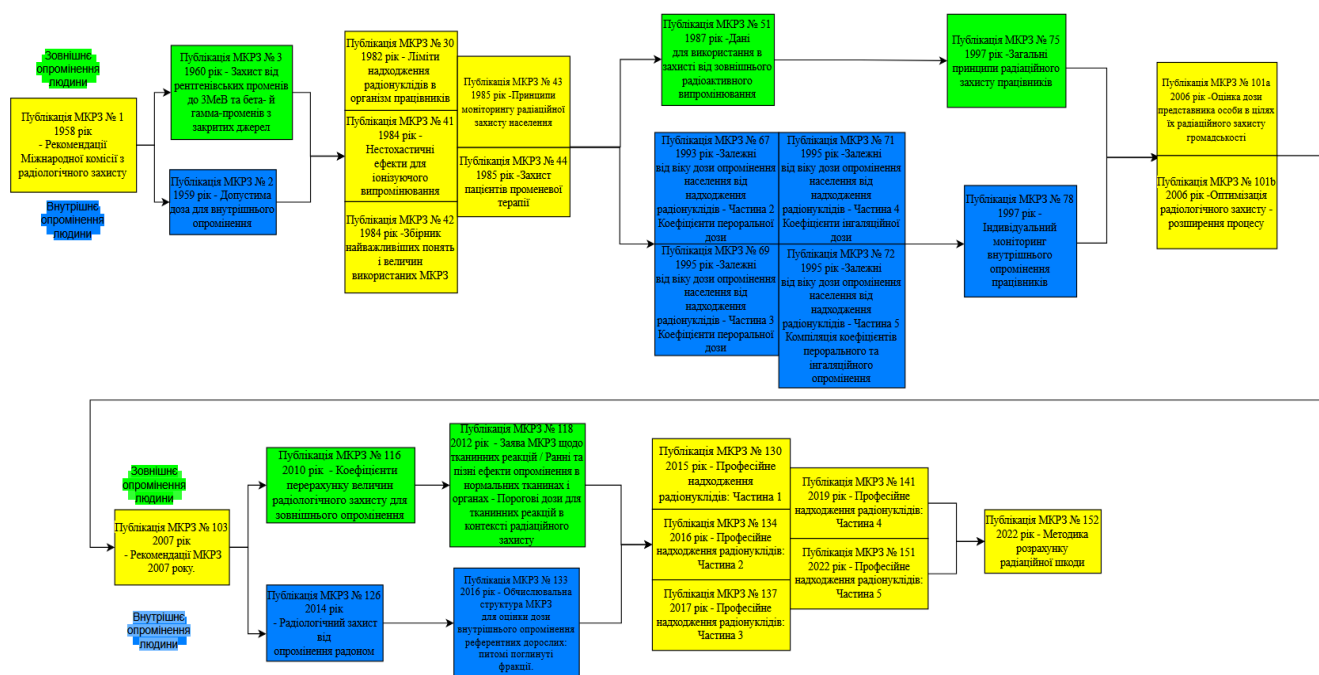 Зовнішнє
опромінення
людини
Публікація МКРЗ № 1
1958 рік
- Рекомендації
Міжнародної комісії з
радіологічного захисту
Внутрішнє
опромінення
людини
Публікація МКРЗ № 3
1960 рік - Захист від
рентгенівських променів
до 3МеВ та бета- й
гамма-променів з
закритих джерел
Публікація МКРЗ № 2
1959 рік - Допустима
доза для внутрішнього
опромінення
Публікація МКРЗ № 30
1982 рік - Ліміти
надходження
радіонуклідів в
організм працівників
Публікація МКРЗ № 41
1984 рік -
Нестохастичні
ефекти для
іонізуючого
випромінювання
Публікація МКРЗ № 42
1984 рік -Збірник
найважливіших понять
і величин
використаних МКРЗ
Публікація МКРЗ № 43
1985 рік -Принципи
моніторингу радіаційної
захисту населення
Публікація МКРЗ № 44
1985 рік - Захист
пацієнтів променевої
терапії
Публікація МКРЗ № 51
1987 рік -Дані
для використання в
захисті від зовнішнього
радіоактивного
випромінювання
Публікація МКРЗ № 67
1993 рік -Залежні
від віку дози опромінення
населення від
надходження
радіонуклідів - Частина 2
Коефіцієнти пероральної
дози
Публікація МКРЗ № 69
1995 рік -Залежні
від віку дози опромінення
населення від
надходження
радіонуклідів - Частина 3
Коефіцієнти пероральної
дози
Публікація МКРЗ № 71
1995 рік -Залежні
від віку дози опромінення
населення від
надходження
радіонуклідів - Частина 4
Коефіцієнти інгаляційної
дози
Публікація МКРЗ № 72
1995 рік -Залежні
від віку дози опромінення
населення від
надходження
радіонуклідів - Частина 5
Компіляція коефіцієнтів
перорального та
інгаляційного
опромінення
Публікація МКРЗ № 75
1997 рік -Загальні
принципи радіаційного
захисту працівників
Публікація МКРЗ № 78
1997 рік -
Індивідуальний
моніторинг
внутрішнього
опромінення
працівників
Публікація МКРЗ № 101a
2006 рік -Оцінка дози
представника особи в цілях
їх радіаційного захисту
громадськості
Публікація МКРЗ № 101b
2006 рік -Оптимізація
радіологічного захисту -
розширення процесу
Зовнішнє
опромінення
людини
Публікація МКРЗ № 103
2007 рік
- Рекомендації МКРЗ
2007 року.
Внутрішнє
опромінення
людини
Публікація МКРЗ № 116
2010 рік - Коефіцієнти
перерахунку величин
радіологічного захисту для
зовнішнього опромінення
Публікація МКРЗ № 126
2014 рік
- Радіологічний захист
від
опромінення радоном
Публікація МКРЗ № 118
2012 рік - Заява МКРЗ щодо
тканинних реакцій / Ранні та
пізні ефекти опромінення в
нормальних тканинах і
органах - Порогові дози для
тканинних реакцій в
контексті радіаційного
захисту
Публікація МКРЗ № 133
2016 рік - Обчислювальна
структура МКРЗ
для оцінки дози
внутрішнього опромінення
референтних дорослих:
питомі поглинуті
фракції.
Публікація МКРЗ № 130
2015 рік - Професійне
надходження
радіонуклідів: Частина 1
Публікація МКРЗ № 134
2016 рік - Професійне
надходження
радіонуклідів: Частина 2
Публікація МКРЗ № 137
2017 рік - Професійне
надходження
радіонуклідів: Частина 3
Публікація МКРЗ № 141
2019 рік - Професійне
надходження
радіонуклідів: Частина 4
Публікація МКРЗ № 151
2022 рік - Професійне
надходження
радіонуклідів: Частина 5
Публікація МКРЗ № 152
2022 рік - Методика
розрахунку
радіаційної шкоди